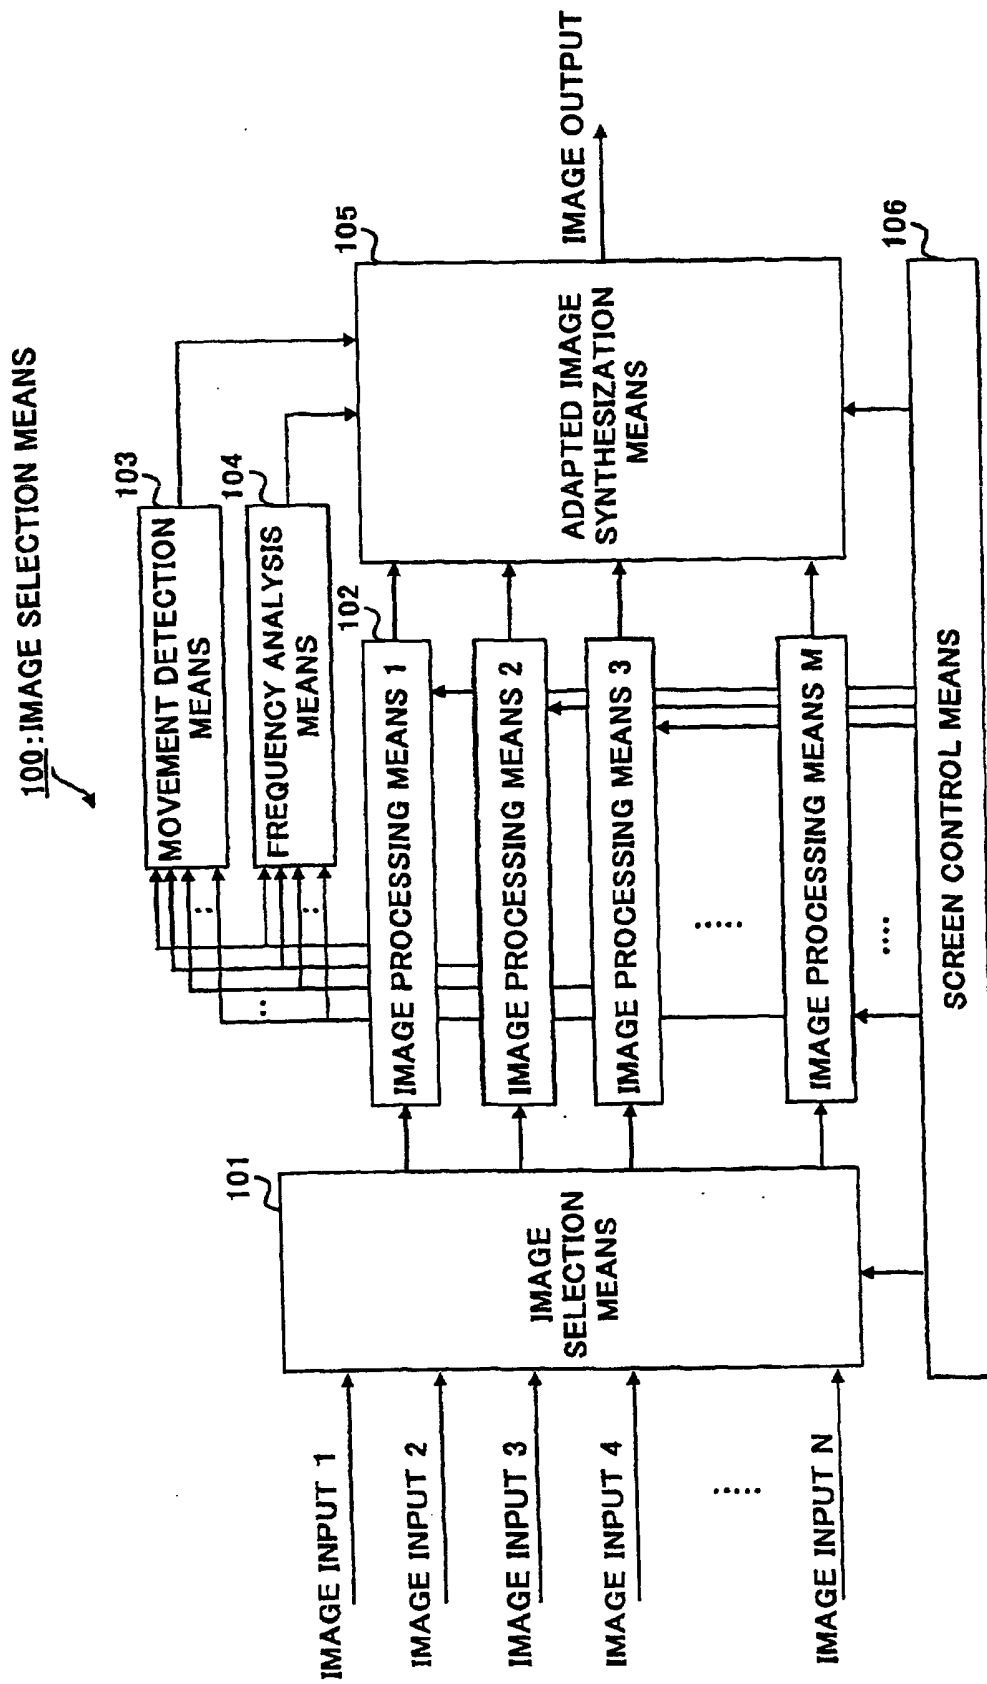 100:IMAGE SELECTION MEANS
103
MOVEMENT DETECTION
MEANS
104
FREQUENCY ANALYSIS
MEANS
IMAGE INPUT 1
IMAGE INPUT 2
IMAGE INPUT 3
IMAGE INPUT 4
.....
IMAGE INPUT N
101
IMAGE
SELECTION
MEANS
102
IMAGE PROCESSING MEANS 1
IMAGE PROCESSING MEANS 2
IMAGE PROCESSING MEANS 3
.....
IMAGE PROCESSING MEANS M
....
105
ADAPTED IMAGE
SYNTHESIZATION
MEANS
IMAGE OUTPUT
106
SCREEN CONTROL MEANS